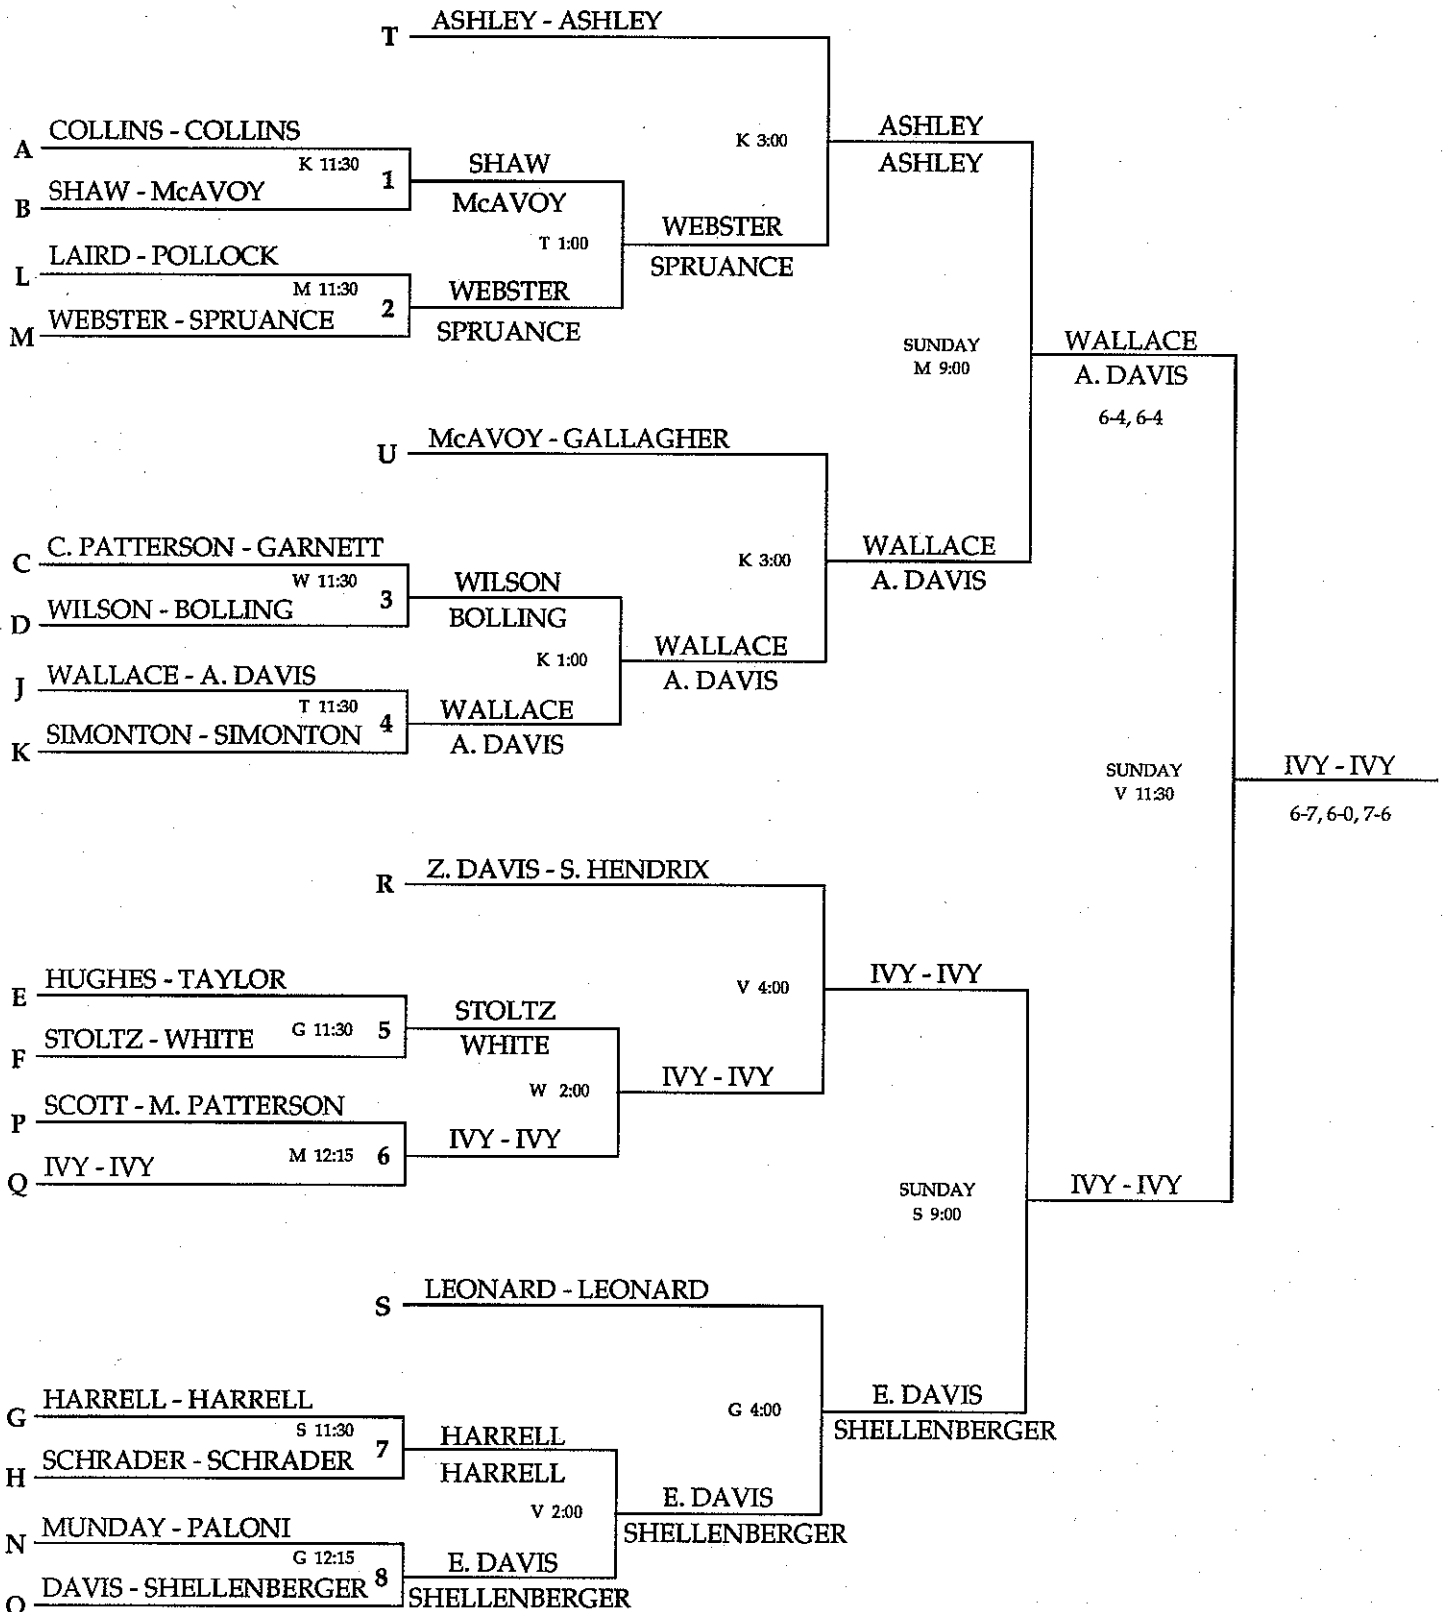 T ASHLEY - ASHLEY
A COLLINS - COLLINS
K 11:30 1
B SHAW - McAVOY
SHAW
McAVOY
K 3:00
ASHLEY
ASHLEY
L LAIRD - POLLOCK
M 11:30 2
M WEBSTER - SPRUANCE
T 1:00
WEBSTER
SPRUANCE
WEBSTER
SPRUANCE
SUNDAY
M 9:00
WALLACE
A. DAVIS
6-4, 6-4
U McAVOY - GALLAGHER
C C. PATTERSON - GARNETT
W 11:30 3
D WILSON - BOLLING
WILSON
BOLLING
K 3:00
WALLACE
A. DAVIS
J WALLACE - A. DAVIS
T 11:30 4
K SIMONTON - SIMONTON
K 1:00
WALLACE
A. DAVIS
WALLACE
A. DAVIS
SUNDAY
V 11:30
IVY - IVY
6-7, 6-0, 7-6
R Z. DAVIS - S. HENDRIX
E HUGHES - TAYLOR
G 11:30 5
F STOLTZ - WHITE
STOLTZ
WHITE
V 4:00
IVY - IVY
P SCOTT - M. PATTERSON
M 12:15 6
Q IVY - IVY
W 2:00
IVY - IVY
IVY - IVY
SUNDAY
S 9:00
IVY - IVY
S LEONARD - LEONARD
G HARRELL - HARRELL
S 11:30 7
H SCHRADER - SCHRADER
HARRELL
HARRELL
G 4:00
E. DAVIS
SHELLENBERGER
N MUNDAY - PALONI
G 12:15 8
O DAVIS - SHELLENBERGER
V 2:00
E. DAVIS
SHELLENBERGER
E. DAVIS
SHELLENBERGER